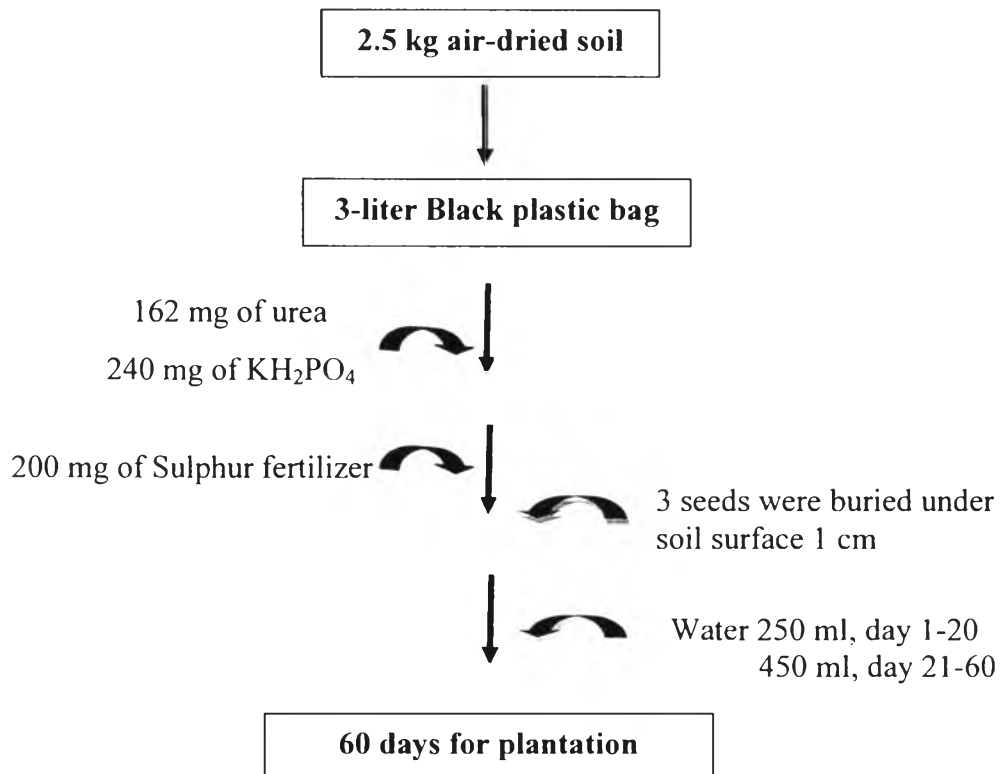 2.5 kg air-dried soil
3-liter Black plastic bag
162 mg of urea
240 mg of KH₂PO₄
200 mg of Sulphur fertilizer
3 seeds were buried under
soil surface 1 cm
Water 250 ml, day 1-20
450 ml, day 21-60
60 days for plantation